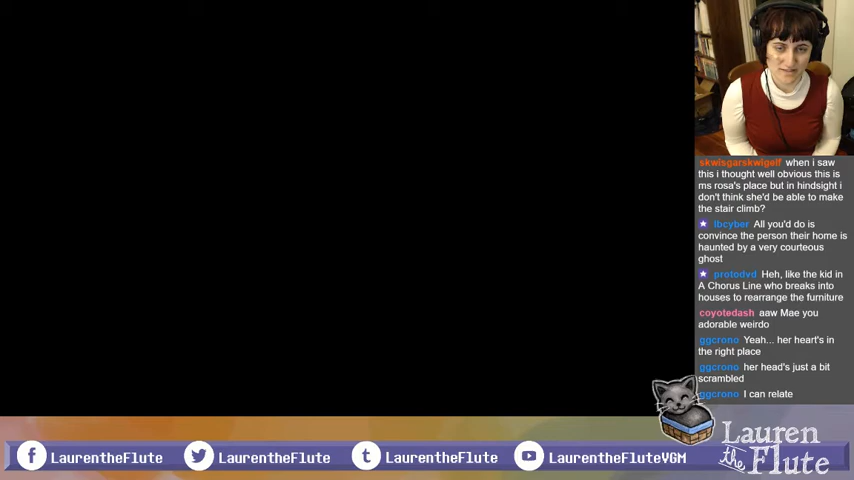 skwisgarskwigelf when i saw
this i thought well obvious this is
ms rosa's place but in hindsight i
don't think she'd be able to make
the stair climb?
ibcyber All you'd do is
convince the person their home is
haunted by a very courteous
ghost
protodvd Heh, like the kid in
A Chorus Line who breaks into
houses to rearrange the furniture
coyotedash aaw Mae you
adorable weirdo
ggcrono Yeah... her heart's in
the right place
ggcrono her head's just a bit
scrambled
ggcrono I can relate
Lauren
the Flute
LaurentheFlute
LaurentheFlute
LaurentheFlute
LaurentheFluteVGM